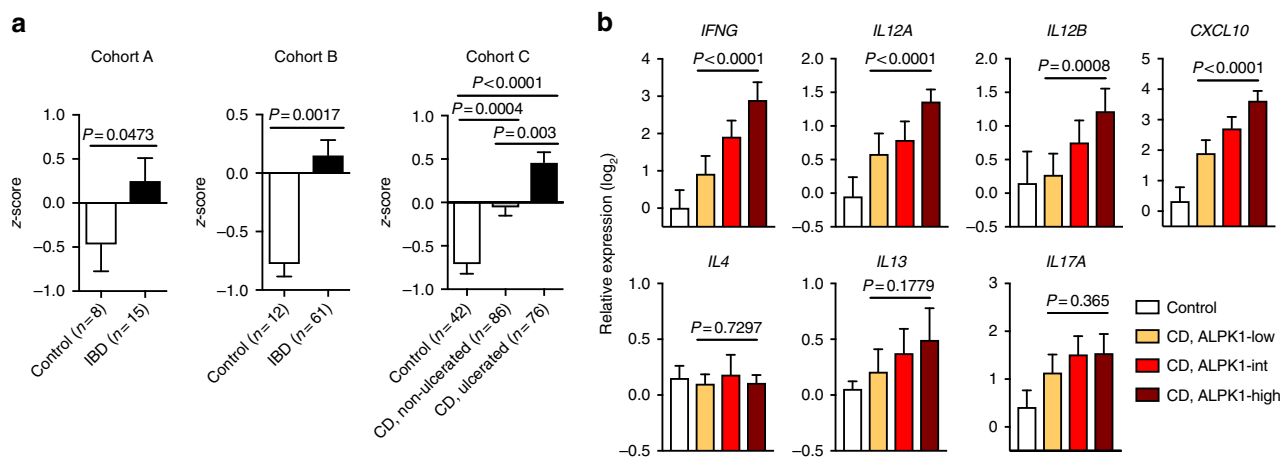 a
Cohort A
z-score
1.0
0.5
0.0
−0.5
−1.0
P = 0.0473
Control (n = 8)
IBD (n = 15)
Cohort B
z-score
0.5
0.0
−0.5
−1.0
P = 0.0017
Control (n = 12)
IBD (n = 61)
Cohort C
z-score
1.0
0.5
0.0
−0.5
−1.0
P < 0.0001
P = 0.0004
P = 0.003
Control (n = 42)
CD, non-ulcerated (n = 86)
CD, ulcerated (n = 76)
b
Relative expression (log2)
IFNG
P < 0.0001
4
3
2
1
0
IL12A
P < 0.0001
2.0
1.5
1.0
0.5
0.0
−0.5
IL12B
P = 0.0008
2.0
1.5
1.0
0.5
0.0
−0.5
CXCL10
P < 0.0001
5
4
3
2
1
0
IL4
P = 0.7297
1.0
0.5
0.0
−0.5
IL13
P = 0.1779
1.0
0.5
0.0
−0.5
IL17A
P = 0.365
3
2
1
0
Control
CD, ALPK1-low
CD, ALPK1-int
CD, ALPK1-high